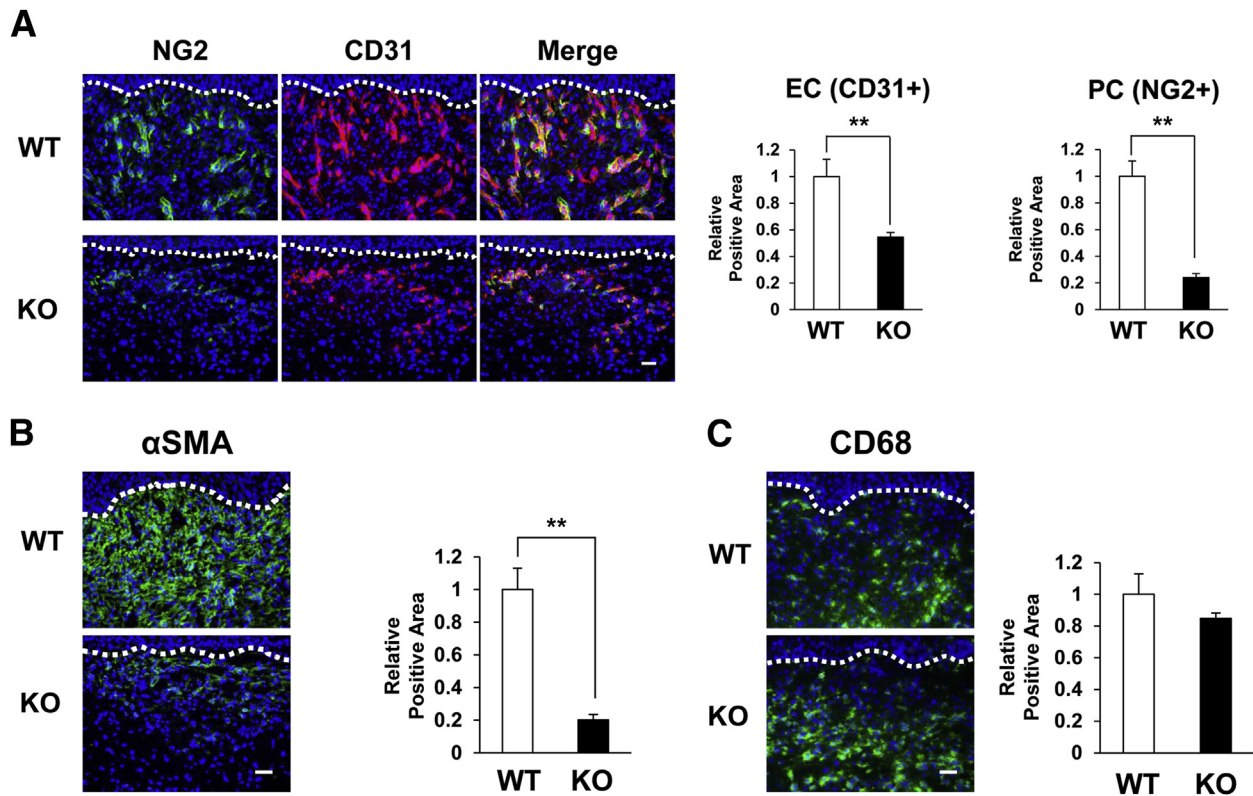 A
NG2 CD31 Merge
WT
KO
EC (CD31+)
**
Relative
Positive Area
1.2
1
0.8
0.6
0.4
0.2
0
WT KO
PC (NG2+)
**
Relative
Positive Area
1.2
1
0.8
0.6
0.4
0.2
0
WT KO
B
αSMA
WT
KO
**
Relative
Positive Area
1.2
1
0.8
0.6
0.4
0.2
0
WT KO
C
CD68
WT
KO
Relative
Positive Area
1.2
1
0.8
0.6
0.4
0.2
0
WT KO